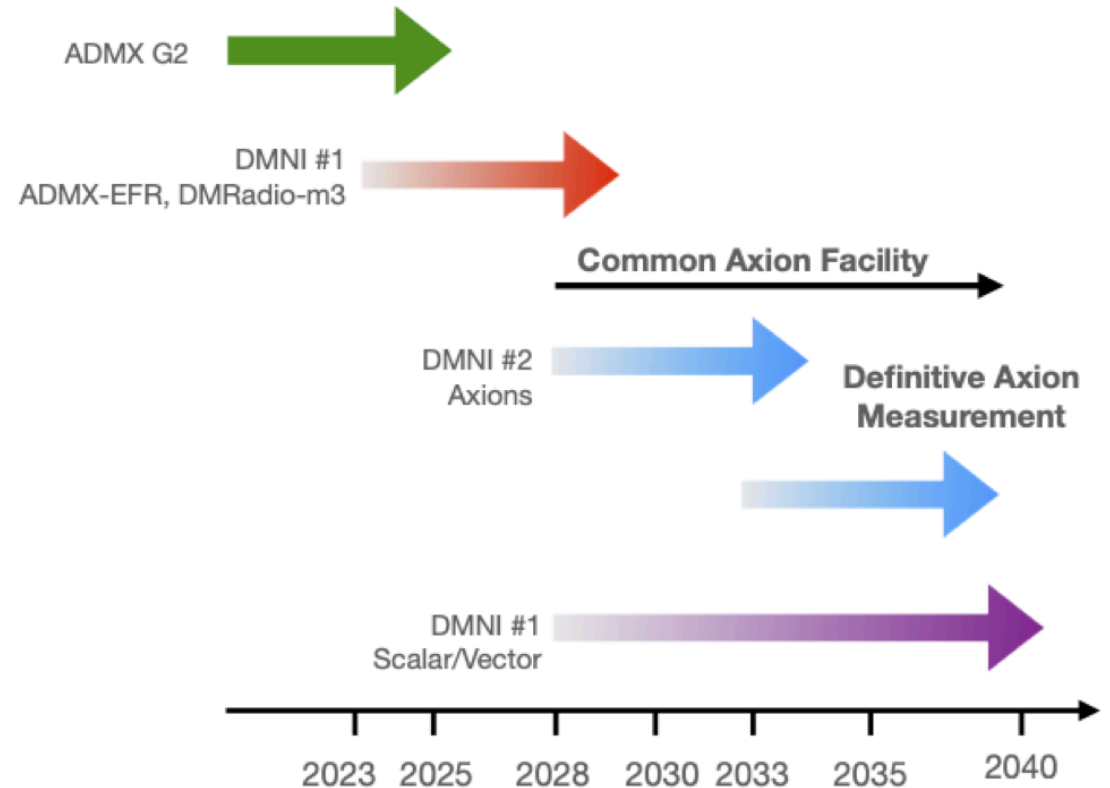 ADMX G2
DMNI #1
ADMX-EFR, DMRadio-m3
Common Axion Facility
DMNI #2
Axions
Definitive Axion
Measurement
DMNI #1
Scalar/Vector
2023 2025 2028 2030 2033 2035 2040